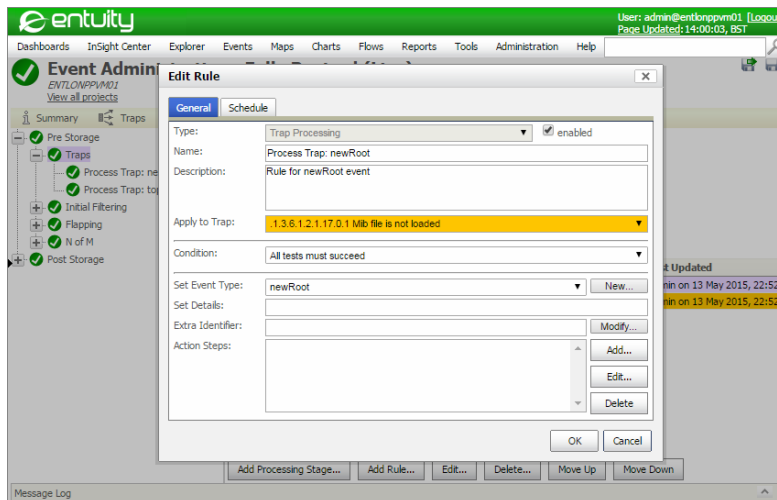 entuity
User: admin@entlonppvm01 [Logou
Page Updated:14:00:03, BST
Dashboards InSight Center Explorer Events Maps Charts Flows Reports Tools Administration Help
Event Admin
ENTLONPPVM01
View all projects
Summary Traps
Pre Storage
Traps
Process Trap: ne
Process Trap: to
Initial Filtering
Flapping
N of M
Post Storage
Edit Rule
General Schedule
Type: Trap Processing enabled
Name: Process Trap: newRoot
Description: Rule for newRoot event
Apply to Trap: .1.3.6.1.2.1.17.0.1 Mib file is not loaded
Condition: All tests must succeed
Set Event Type: newRoot New...
Set Details:
Extra Identifier: Modify...
Action Steps: Add...
Edit...
Delete
OK Cancel
t Updated
min on 13 May 2015, 22:52
min on 13 May 2015, 22:52
Add Processing Stage... Add Rule... Edit... Delete... Move Up Move Down
Message Log